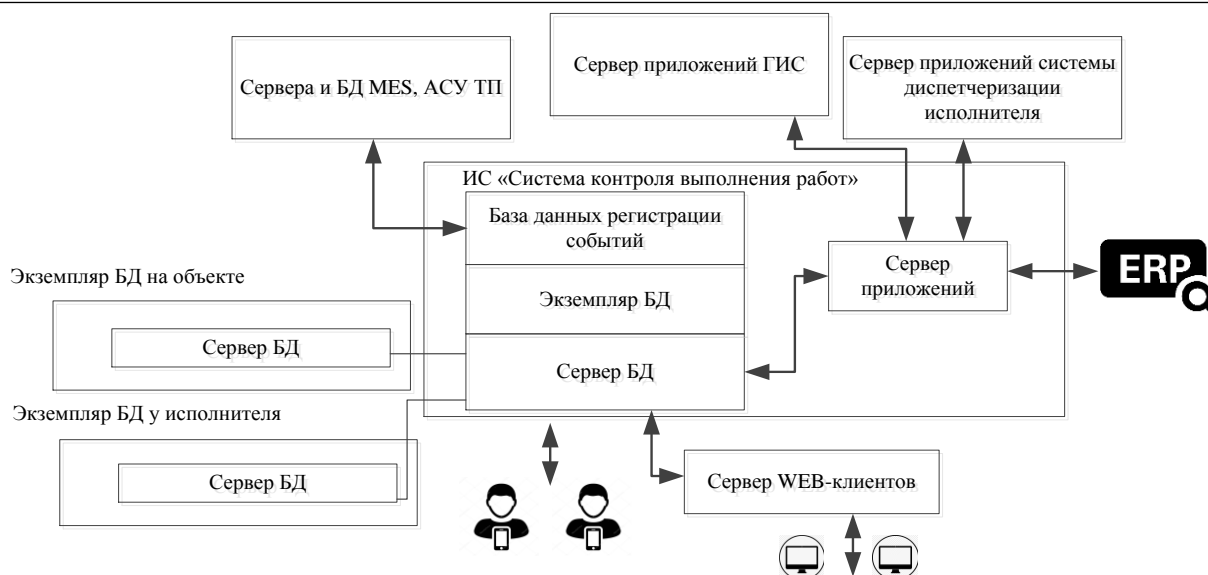 Сервера и БД MES, АСУ ТП
Сервер приложений ГИС
Сервер приложений системы
диспетчеризации
исполнителя
ИС «Система контроля выполнения работ»
База данных регистрации
событий
Экземпляр БД
Сервер БД
Сервер
приложений
ERP
Экземпляр БД на объекте
Сервер БД
Экземпляр БД у исполнителя
Сервер БД
Сервер WEB-клиентов